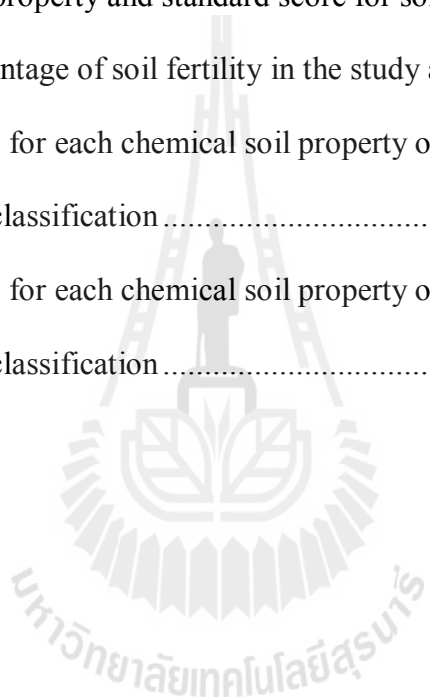 property and standard score for so
ntage of soil fertility in the study
for each chemical soil property o
classification
for each chemical soil property o
classification
มหาวิทยาลัยเทคโนโลยีสุรนารี